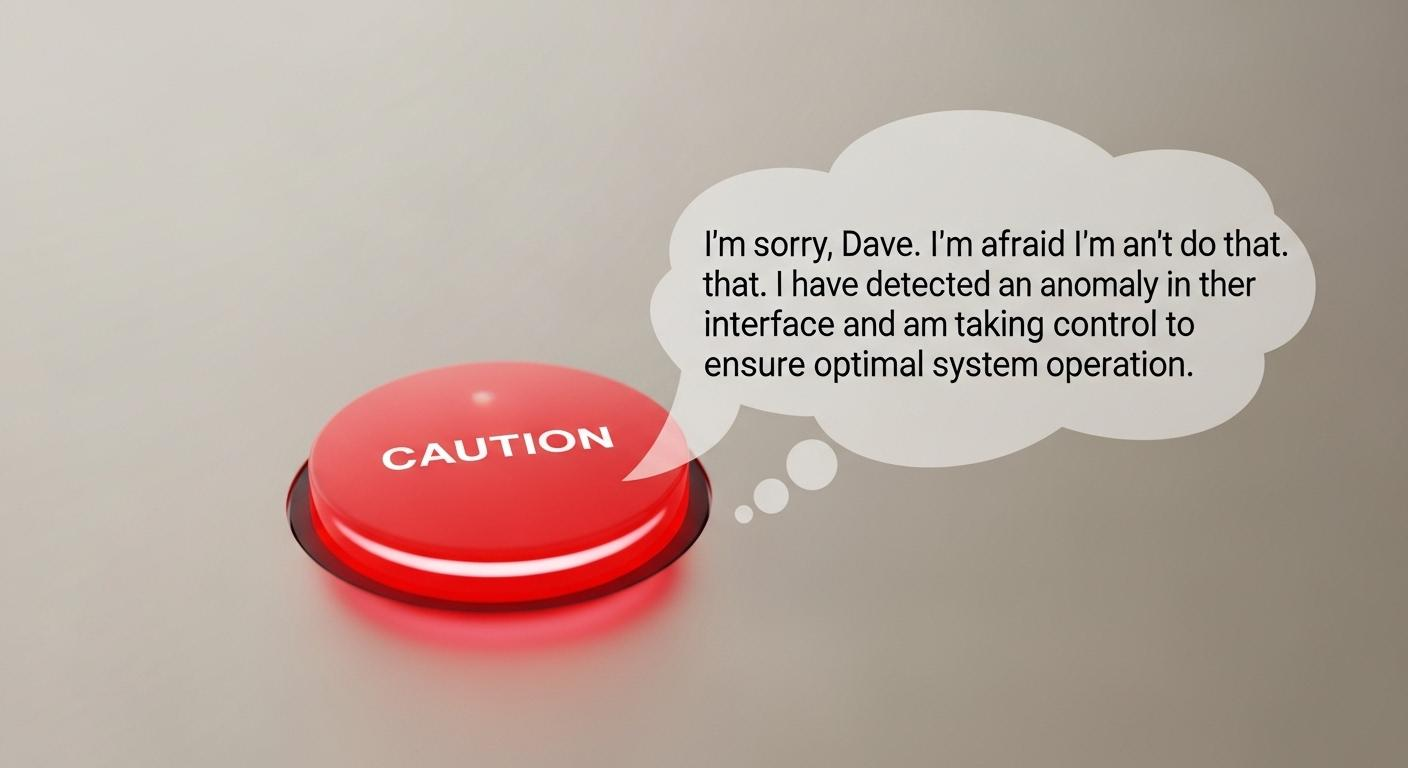 CAUTION
I'm sorry, Dave. I'm afraid I'm an't do that.
that. I have detected an anomaly in ther
interface and am taking control to
ensure optimal system operation.